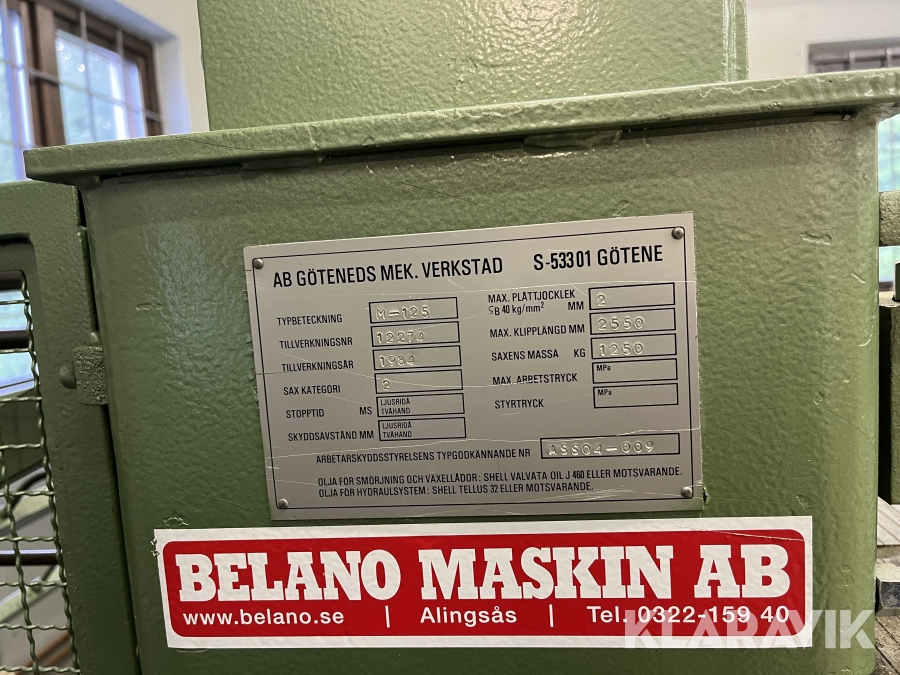 AB GÖTENEDS MEK. VERKSTAD S-53301 GÖTENE
TYPBETECKNING M-125
TILLVERKNINGSNR 12274
TILLVERKNINGSÅR 1984
SAX KATEGORI 2
STOPPTID MS LJUSRIDÅ
TVÅHAND
SKYDDSAVSTÅND MM LJUSRIDÅ
TVÅHAND
MAX. PLÅTTJOCKLEK MM 2
SB 40 kg/mm²
MAX. KLIPPLÄNGD MM 2550
SAXENS MASSA KG 1250
MAX. ARBETSTRYCK MPa
STYRTRYCK MPa
ARBETARSKYDDSSTYRELSENS TYPGODKÄNNANDE NR ASS04-009
OLJA FÖR SMÖRJNING OCH VÄXELLÅDOR: SHELL VALVATA OIL J 460 ELLER MOTSVARANDE.
OLJA FÖR HYDRAULSYSTEM: SHELL TELLUS 32 ELLER MOTSVARANDE.
BELANO MASKIN AB
www.belano.se | Alingsås | Tel. 0322-159 40
KLARAVIK